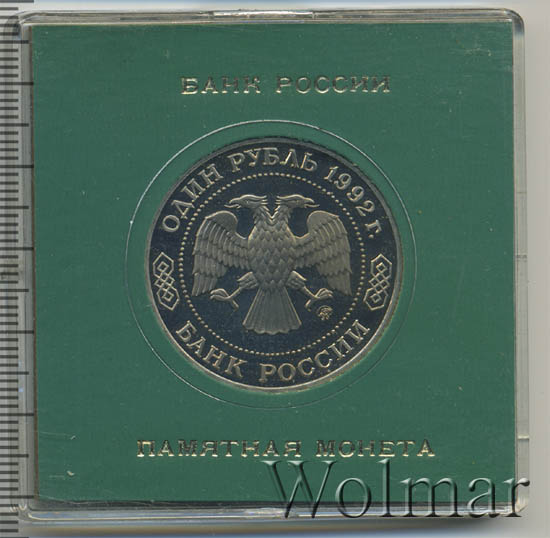 БАНК РОССИИ
ОДИН РУБЛЬ 1992 г.
БАНК РОССИИ
ПАМЯТНАЯ МОНЕТА
Wolmar